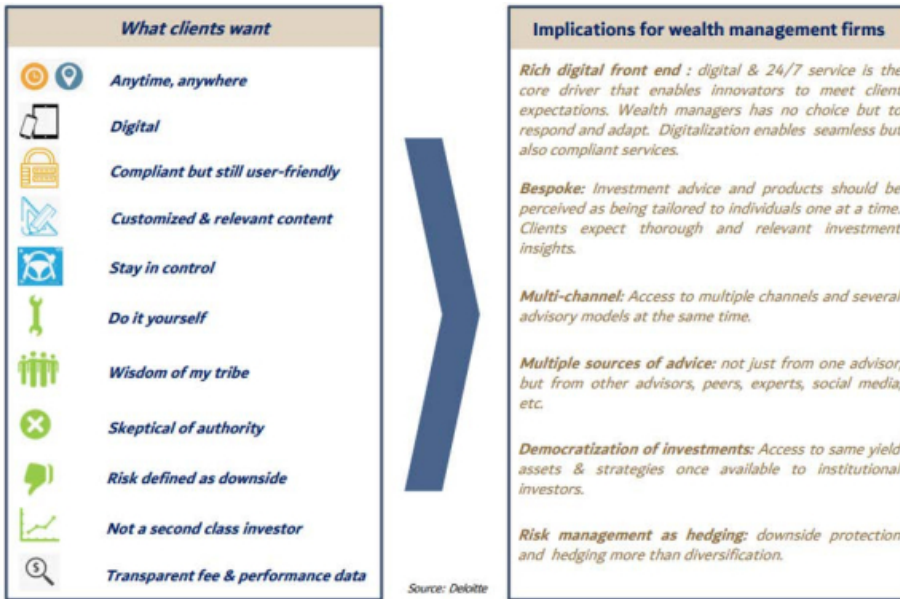 What clients want
Anytime, anywhere
Digital
Compliant but still user-friendly
Customized & relevant content
Stay in control
Do it yourself
Wisdom of my tribe
Skeptical of authority
Risk defined as downside
Not a second class investor
$
Transparent fee & performance data
Source: Deloitte
Implications for wealth management firms
Rich digital front end : digital & 24/7 service is the
core driver that enables innovators to meet client
expectations. Wealth managers has no choice but to
respond and adapt. Digitalization enables seamless but
also compliant services.
Bespoke: Investment advice and products should be
perceived as being tailored to individuals one at a time.
Clients expect thorough and relevant investment
insights.
Multi-channel: Access to multiple channels and several
advisory models at the same time.
Multiple sources of advice: not just from one advisor,
but from other advisors, peers, experts, social media,
etc.
Democratization of investments: Access to same yield
assets & strategies once available to institutional
investors.
Risk management as hedging: downside protection
and hedging more than diversification.